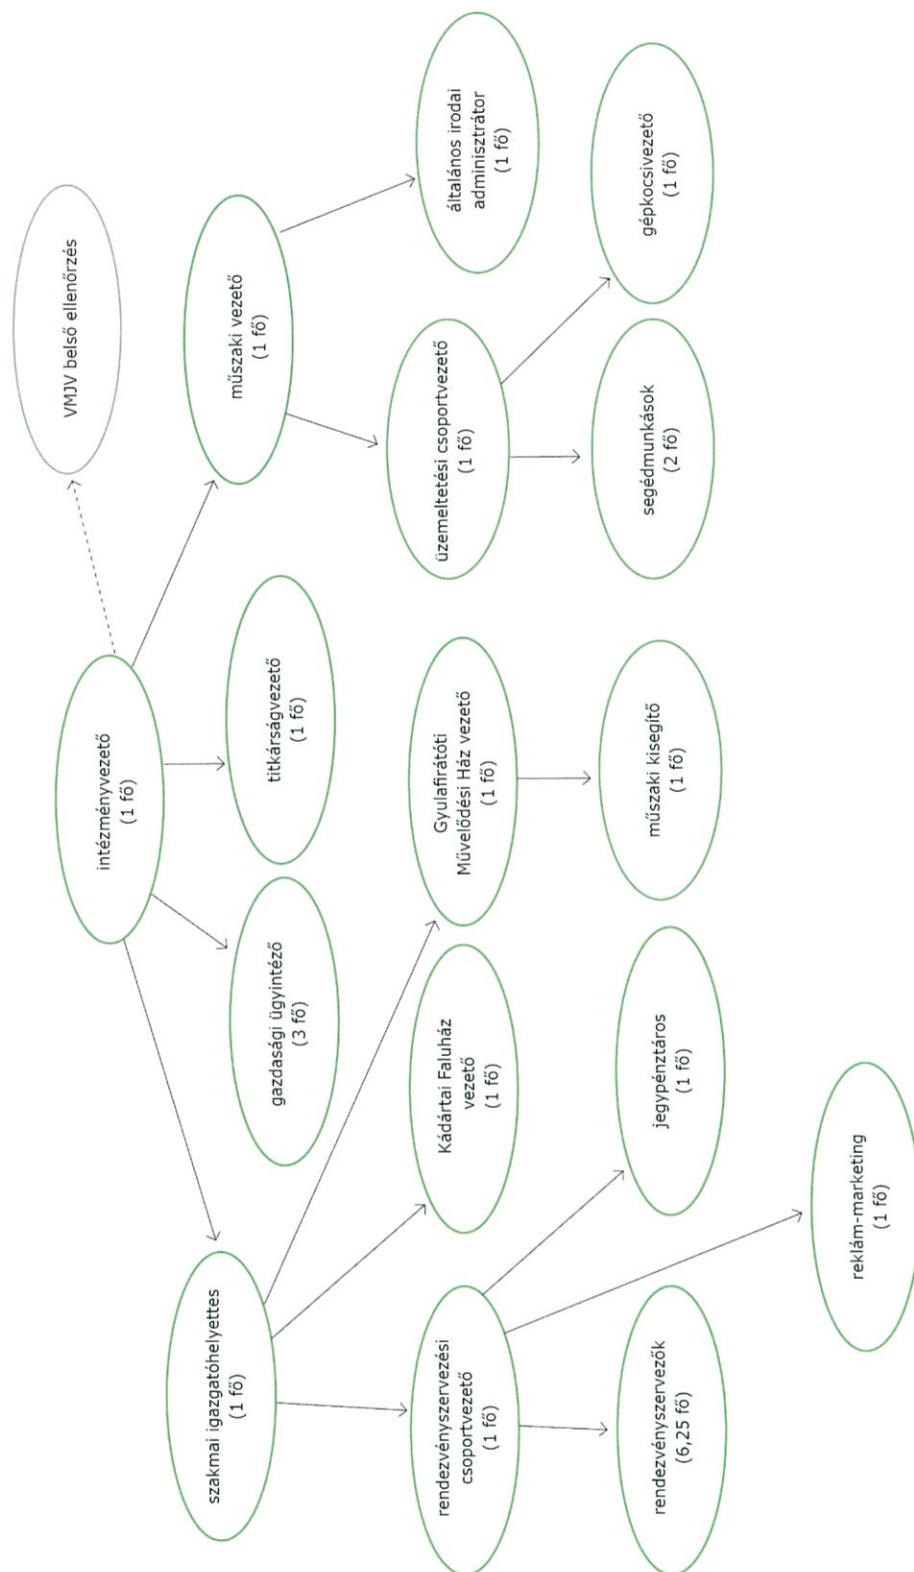 VMJV belső ellenőrzés
intézményvezető
(1 fő)
szakmai igazgatóhelyettes
(1 fő)
gazdasági ügyintéző
(3 fő)
titkárságvezető
(1 fő)
műszaki vezető
(1 fő)
rendezvényszervezési
csoportvezető
(1 fő)
Kádártai Faluház
vezető
(1 fő)
Gyulafirátóti
Művelődési Ház vezető
(1 fő)
üzemeltetési csoportvezető
(1 fő)
általános irodai
adminisztrátor
(1 fő)
rendezvényszervezők
(6,25 fő)
jegypénztáros
(1 fő)
műszaki kisegítő
(1 fő)
segédmunkások
(2 fő)
gépkocsivezető
(1 fő)
reklám-marketing
(1 fő)